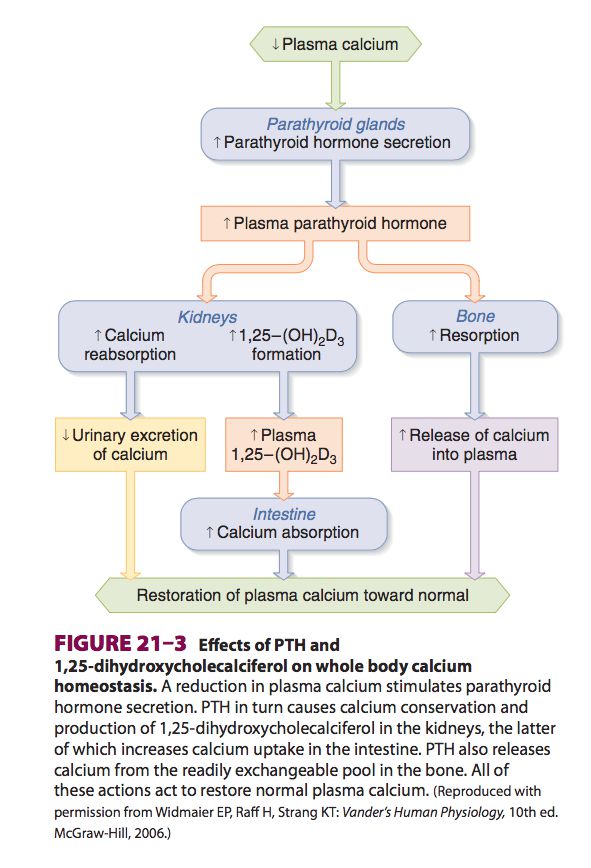 ↓Plasma calcium
Parathyroid glands
↑Parathyroid hormone secretion
↑Plasma parathyroid hormone
Kidneys
↑Calcium
reabsorption
↑1,25–(OH)₂D₃
formation
Bone
↑Resorption
↓Urinary excretion
of calcium
↑Plasma
1,25–(OH)₂D₃
↑Release of calcium
into plasma
Intestine
↑Calcium absorption
Restoration of plasma calcium toward normal
FIGURE 21–3 Effects of PTH and
1,25-dihydroxycholecalciferol on whole body calcium
homeostasis. A reduction in plasma calcium stimulates parathyroid
hormone secretion. PTH in turn causes calcium conservation and
production of 1,25-dihydroxycholecalciferol in the kidneys, the latter
of which increases calcium uptake in the intestine. PTH also releases
calcium from the readily exchangeable pool in the bone. All of
these actions act to restore normal plasma calcium. (Reproduced with
permission from Widmaier EP, Raff H, Strang KT: Vander's Human Physiology, 10th ed.
McGraw-Hill, 2006.)